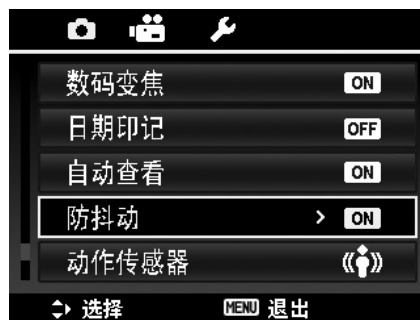 数码变焦 ON
日期印记 OFF
自动查看 ON
防抖动 > ON
动作传感器
选择 MENU 退出